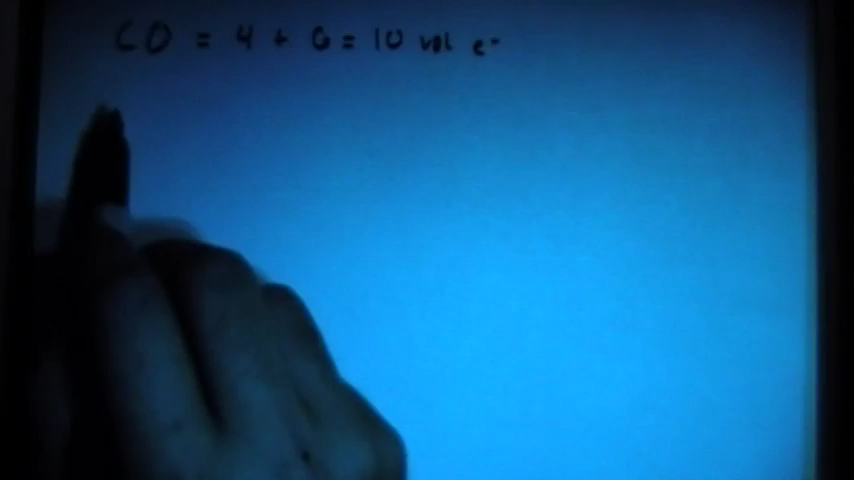 CO = 4 + 6 = 10 val e-